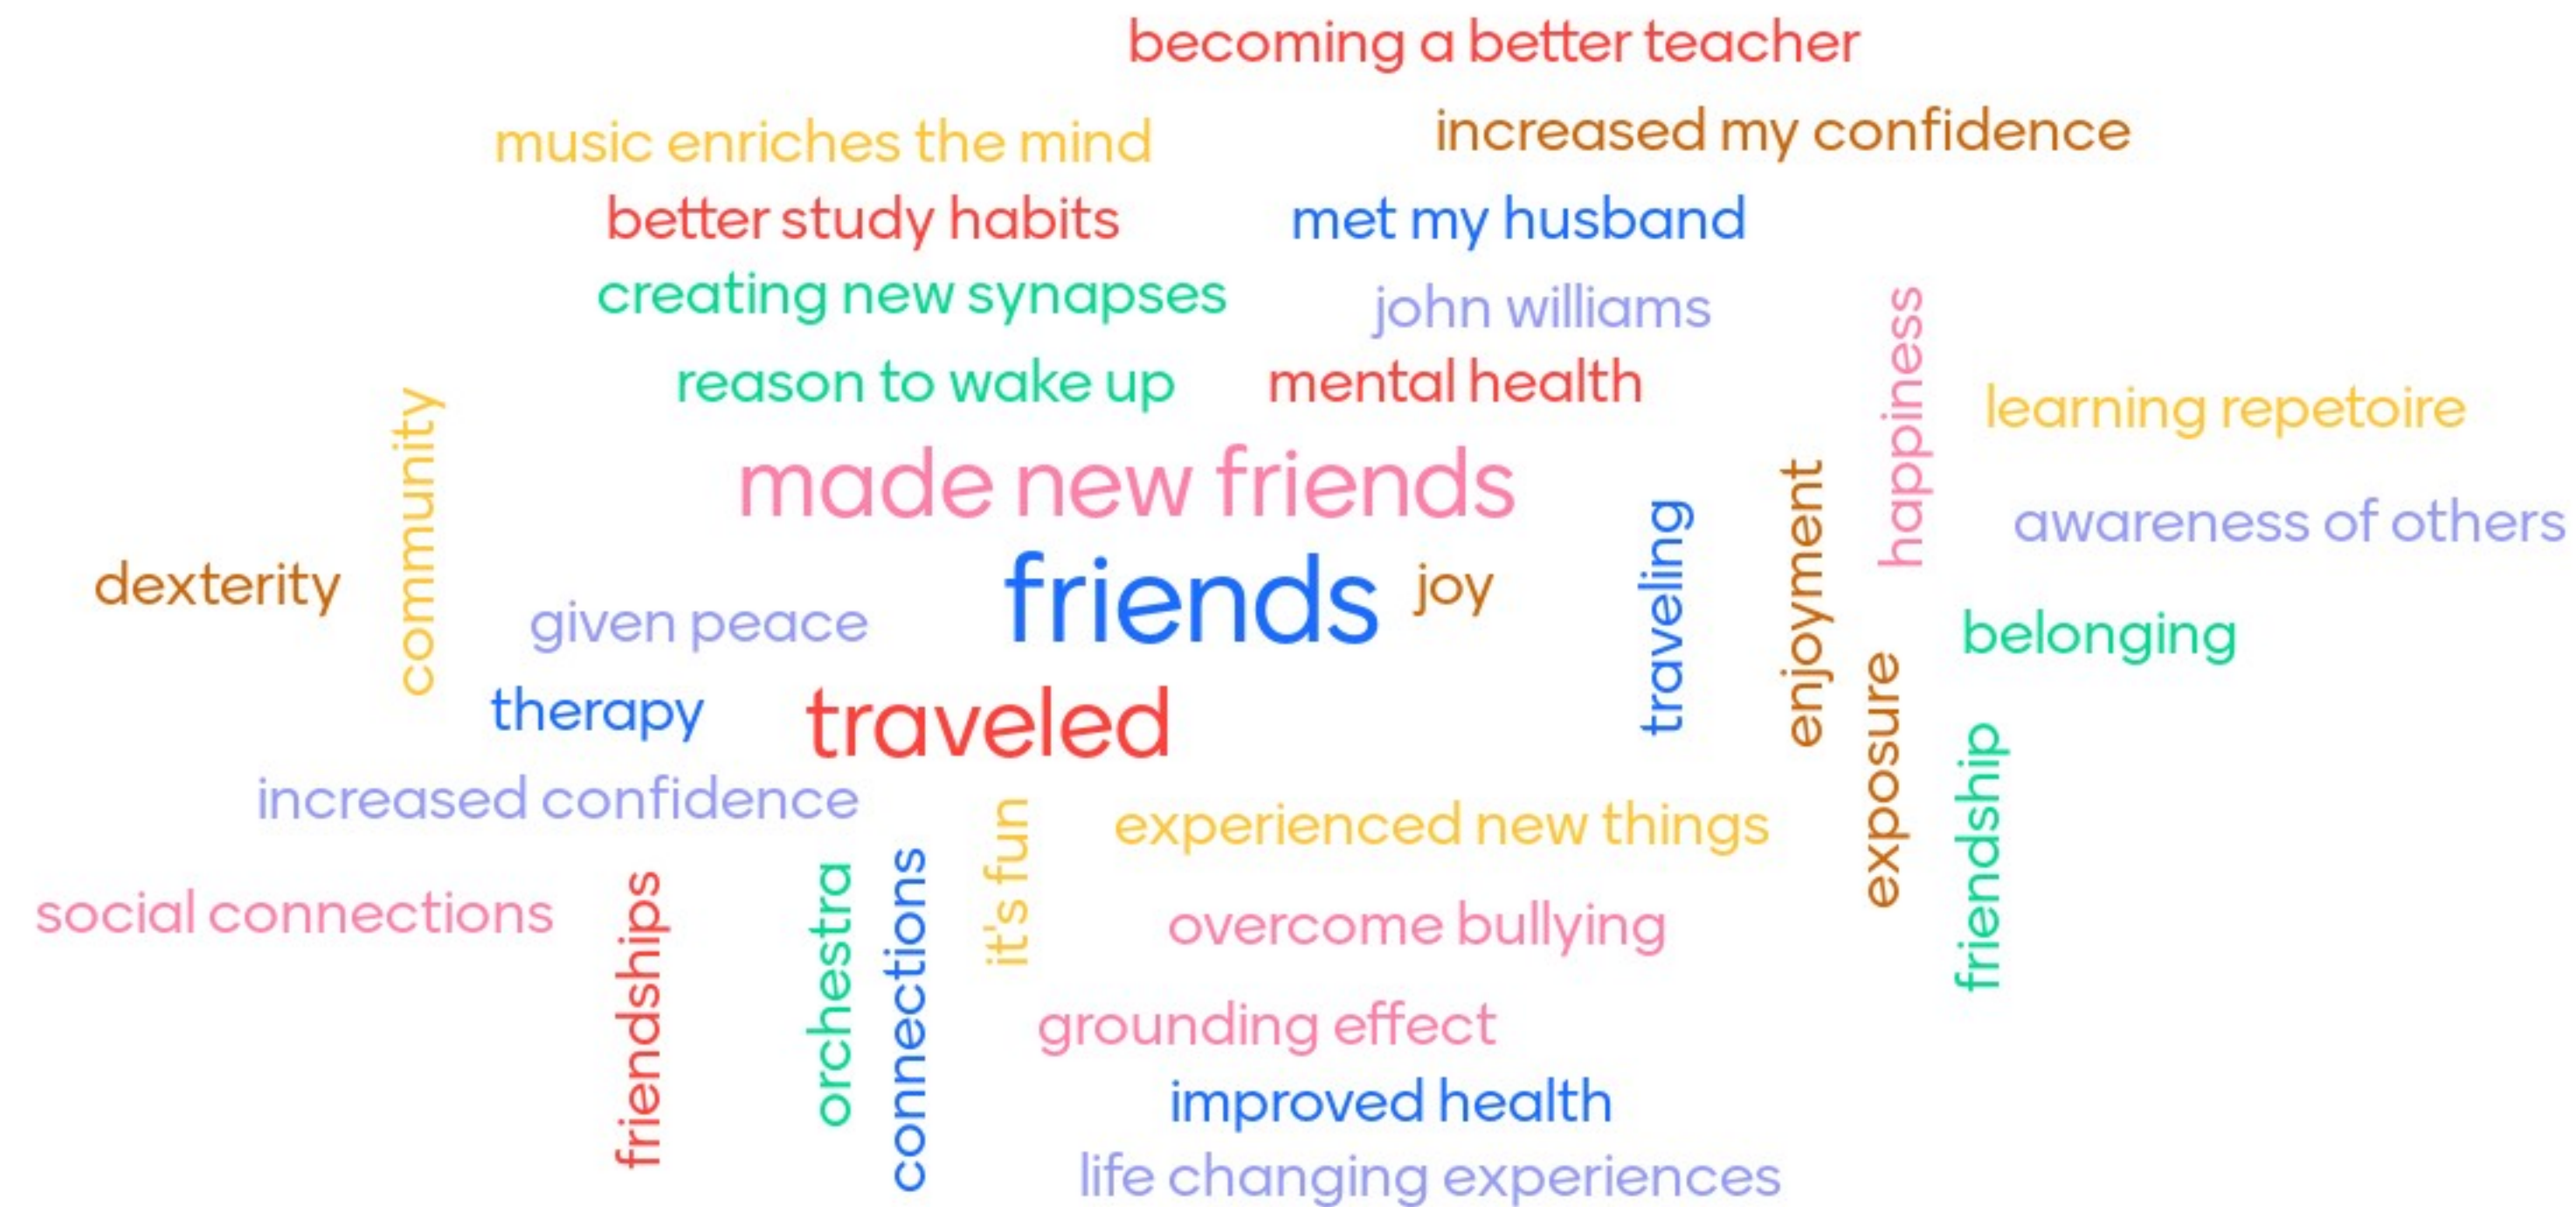 becoming a better teacher
music enriches the mind
increased my confidence
better study habits
met my husband
creating new synapses
john williams
happiness
reason to wake up
mental health
community
learning repetoire
made new friends
traveling
enjoyment
awareness of others
dexterity
friends
joy
given peace
belonging
exposure
therapy
traveled
friendship
increased confidence
it's fun
experienced new things
social connections
friendships
orchestra
connections
overcome bullying
grounding effect
improved health
life changing experiences